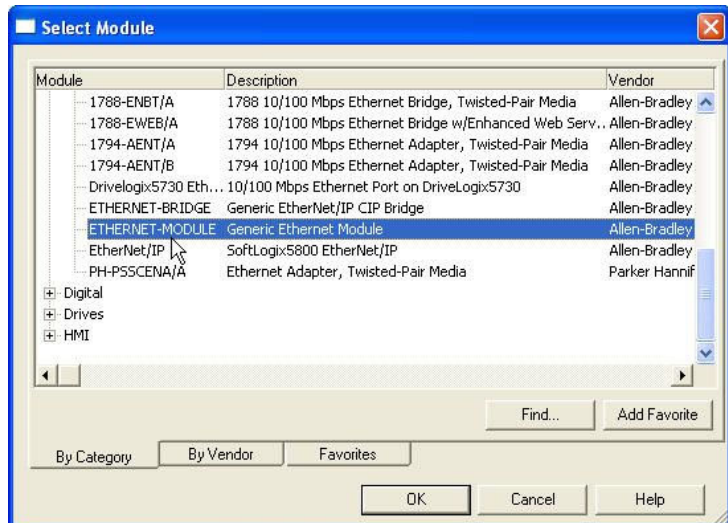 Select Module
Module Description Vendor
1788-ENBT/A 1788 10/100 Mbps Ethernet Bridge, Twisted-Pair Media Allen-Bradley
1788-EWEB/A 1788 10/100 Mbps Ethernet Bridge w/Enhanced Web Serv... Allen-Bradley
1794-AENT/A 1794 10/100 Mbps Ethernet Adapter, Twisted-Pair Media Allen-Bradley
1794-AENT/B 1794 10/100 Mbps Ethernet Adapter, Twisted-Pair Media Allen-Bradley
Drivelogix5730 Eth... 10/100 Mbps Ethernet Port on DriveLogix5730 Allen-Bradley
ETHERNET-BRIDGE Generic EtherNet/IP CIP Bridge Allen-Bradley
ETHERNET-MODULE Generic Ethernet Module Allen-Bradley
EtherNet/IP SoftLogix5800 EtherNet/IP Allen-Bradley
PH-PSSCENA/A Ethernet Adapter, Twisted-Pair Media Parker Hannif
Digital
Drives
HMI
Find... Add Favorite
By Category By Vendor Favorites
OK Cancel Help